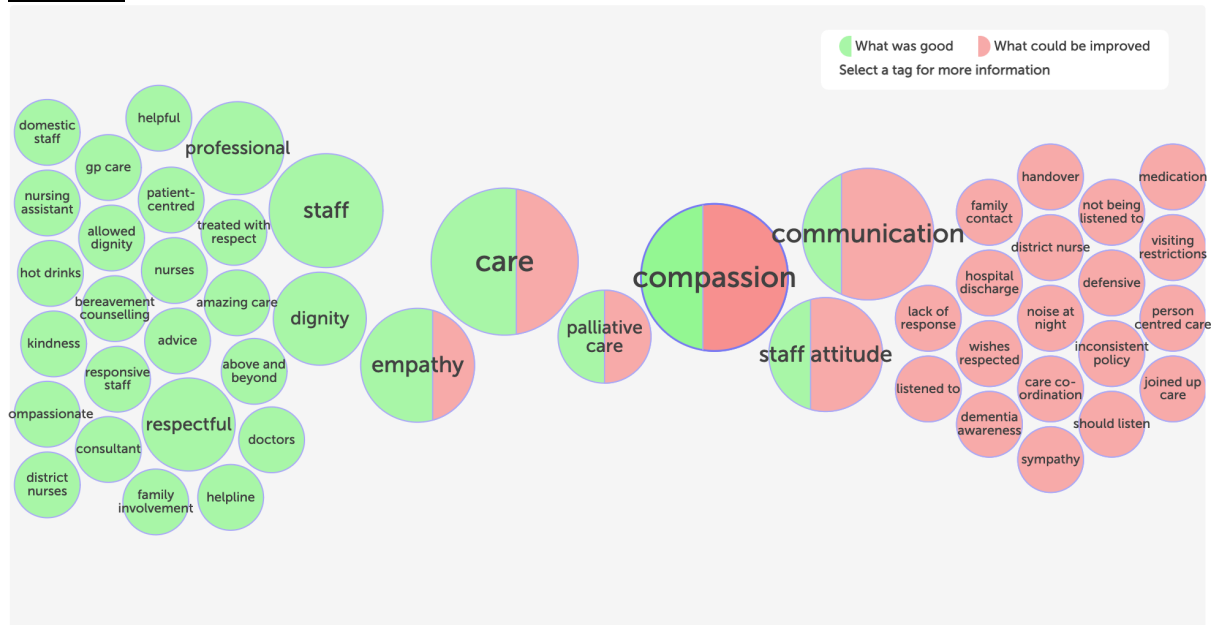 What was good
What could be improved
Select a tag for more information
domestic
staff
helpful
professional
gp care
nursing
assistant
patient-
centred
staff
treated with
respect
allowed
dignity
hot drinks
nurses
bereavement
counselling
amazing care
dignity
kindness
advice
responsive
staff
above and
beyond
ompassionate
respectful
consultant
doctors
district
nurses
family
involvement
helpline
care
empathy
palliative
care
compassion
communication
staff attitude
handover
medication
family
contact
not being
listened to
district nurse
visiting
restrictions
hospital
discharge
defensive
lack of
response
noise at
night
person
centred care
wishes
respected
inconsistent
policy
listened to
care co-
ordination
joined up
care
dementia
awareness
should listen
sympathy